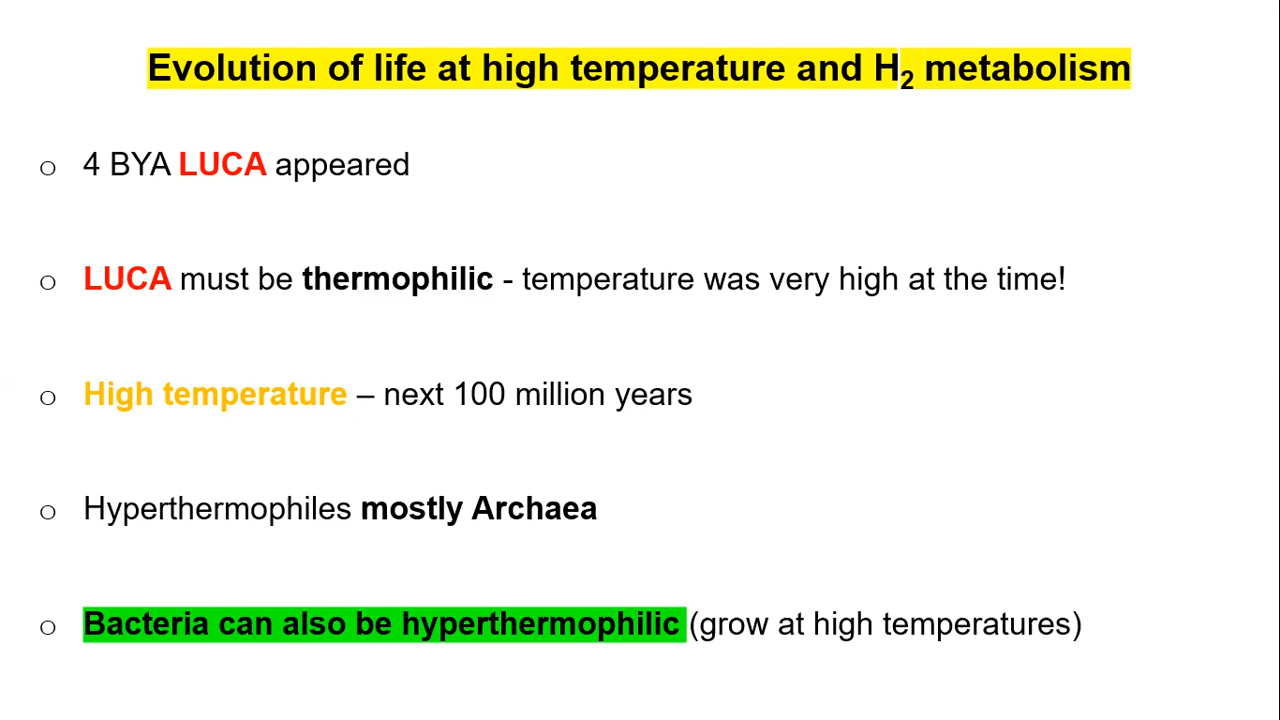 Evolution of life at high temperature and H₂ metabolism
o 4 BYA LUCA appeared
o LUCA must be thermophilic - temperature was very high at the time!
o High temperature – next 100 million years
o Hyperthermophiles mostly Archaea
o Bacteria can also be hyperthermophilic (grow at high temperatures)